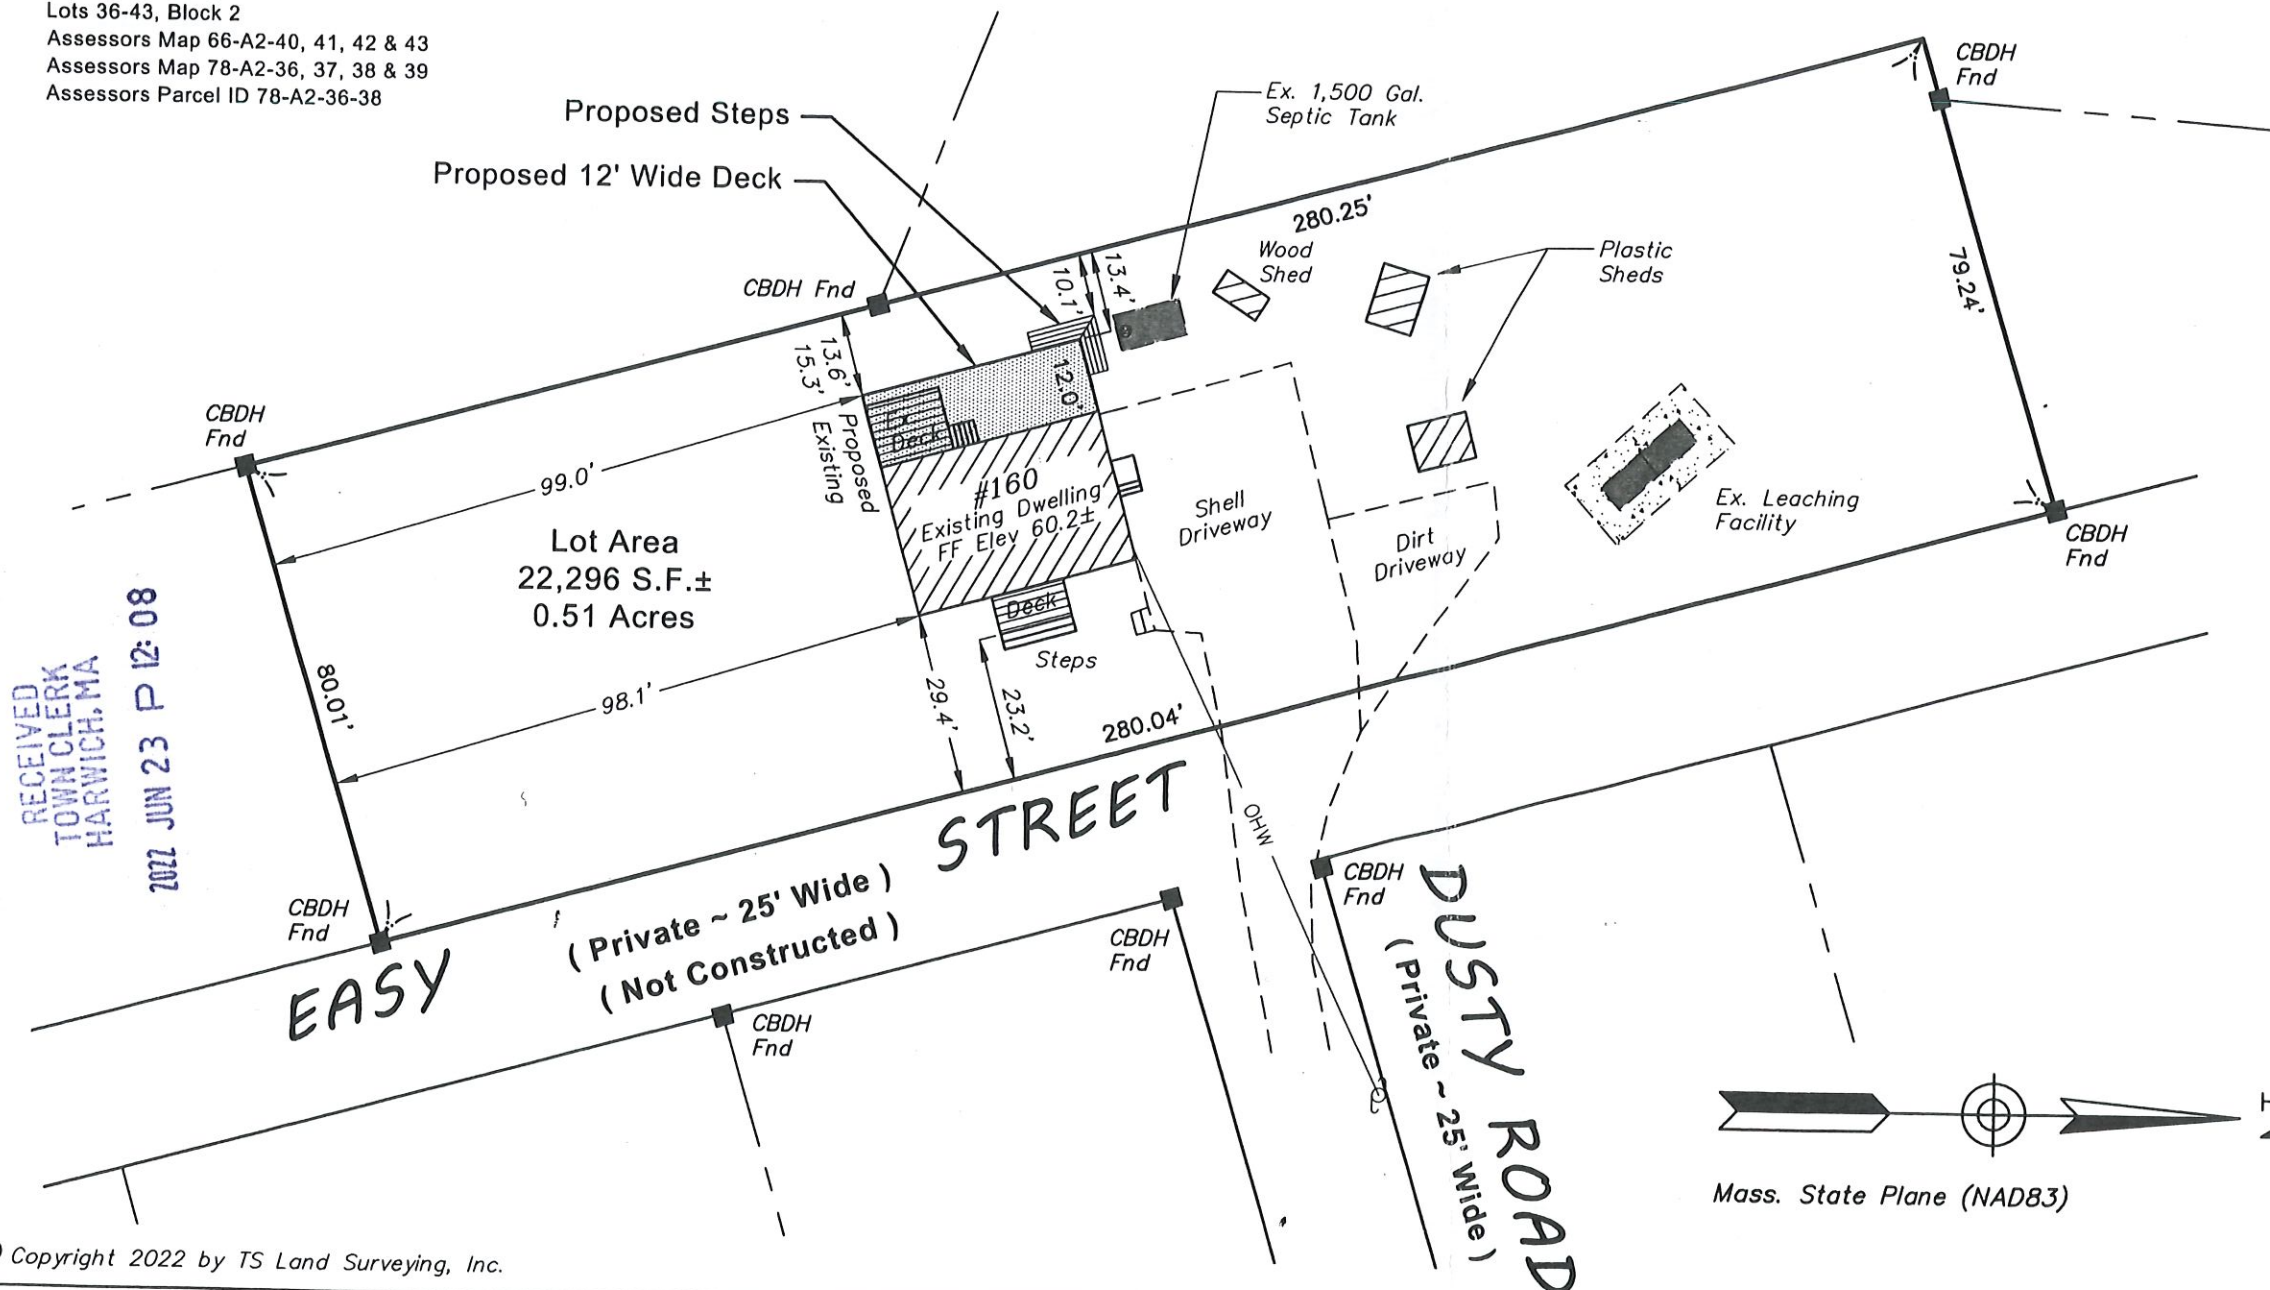 Lots 36-43, Block 2
Assessors Map 66-A2-40, 41, 42 & 43
Assessors Map 78-A2-36, 37, 38 & 39
Assessors Parcel ID 78-A2-36-38
Proposed Steps
Proposed 12' Wide Deck
Ex. 1,500 Gal.
Septic Tank
CBDH
Fnd
280.25'
Wood
Shed
Plastic
Sheds
79.24'
CBDH Fnd
10.1'
13.4'
13.6'
15.3'
Proposed
Existing
12.0'
Ex.
Deck
CBDH
Fnd
99.0'
#160
Existing Dwelling
FF Elev 60.2±
Shell
Driveway
Dirt
Driveway
Ex. Leaching
Facility
CBDH
Fnd
Lot Area
22,296 S.F.±
0.51 Acres
Deck
Steps
80.01'
98.1'
29.4'
23.2'
280.04'
RECEIVED
TOWN CLERK
HARWICH, MA
2022 JUN 23 P 12: 08
OHW
CBDH
Fnd
EASY STREET
( Private ~ 25' Wide )
( Not Constructed )
CBDH
Fnd
CBDH
Fnd
CBDH
Fnd
DUSTY ROAD
( Private ~ 25' Wide )
Mass. State Plane (NAD83)
Copyright 2022 by TS Land Surveying, Inc.